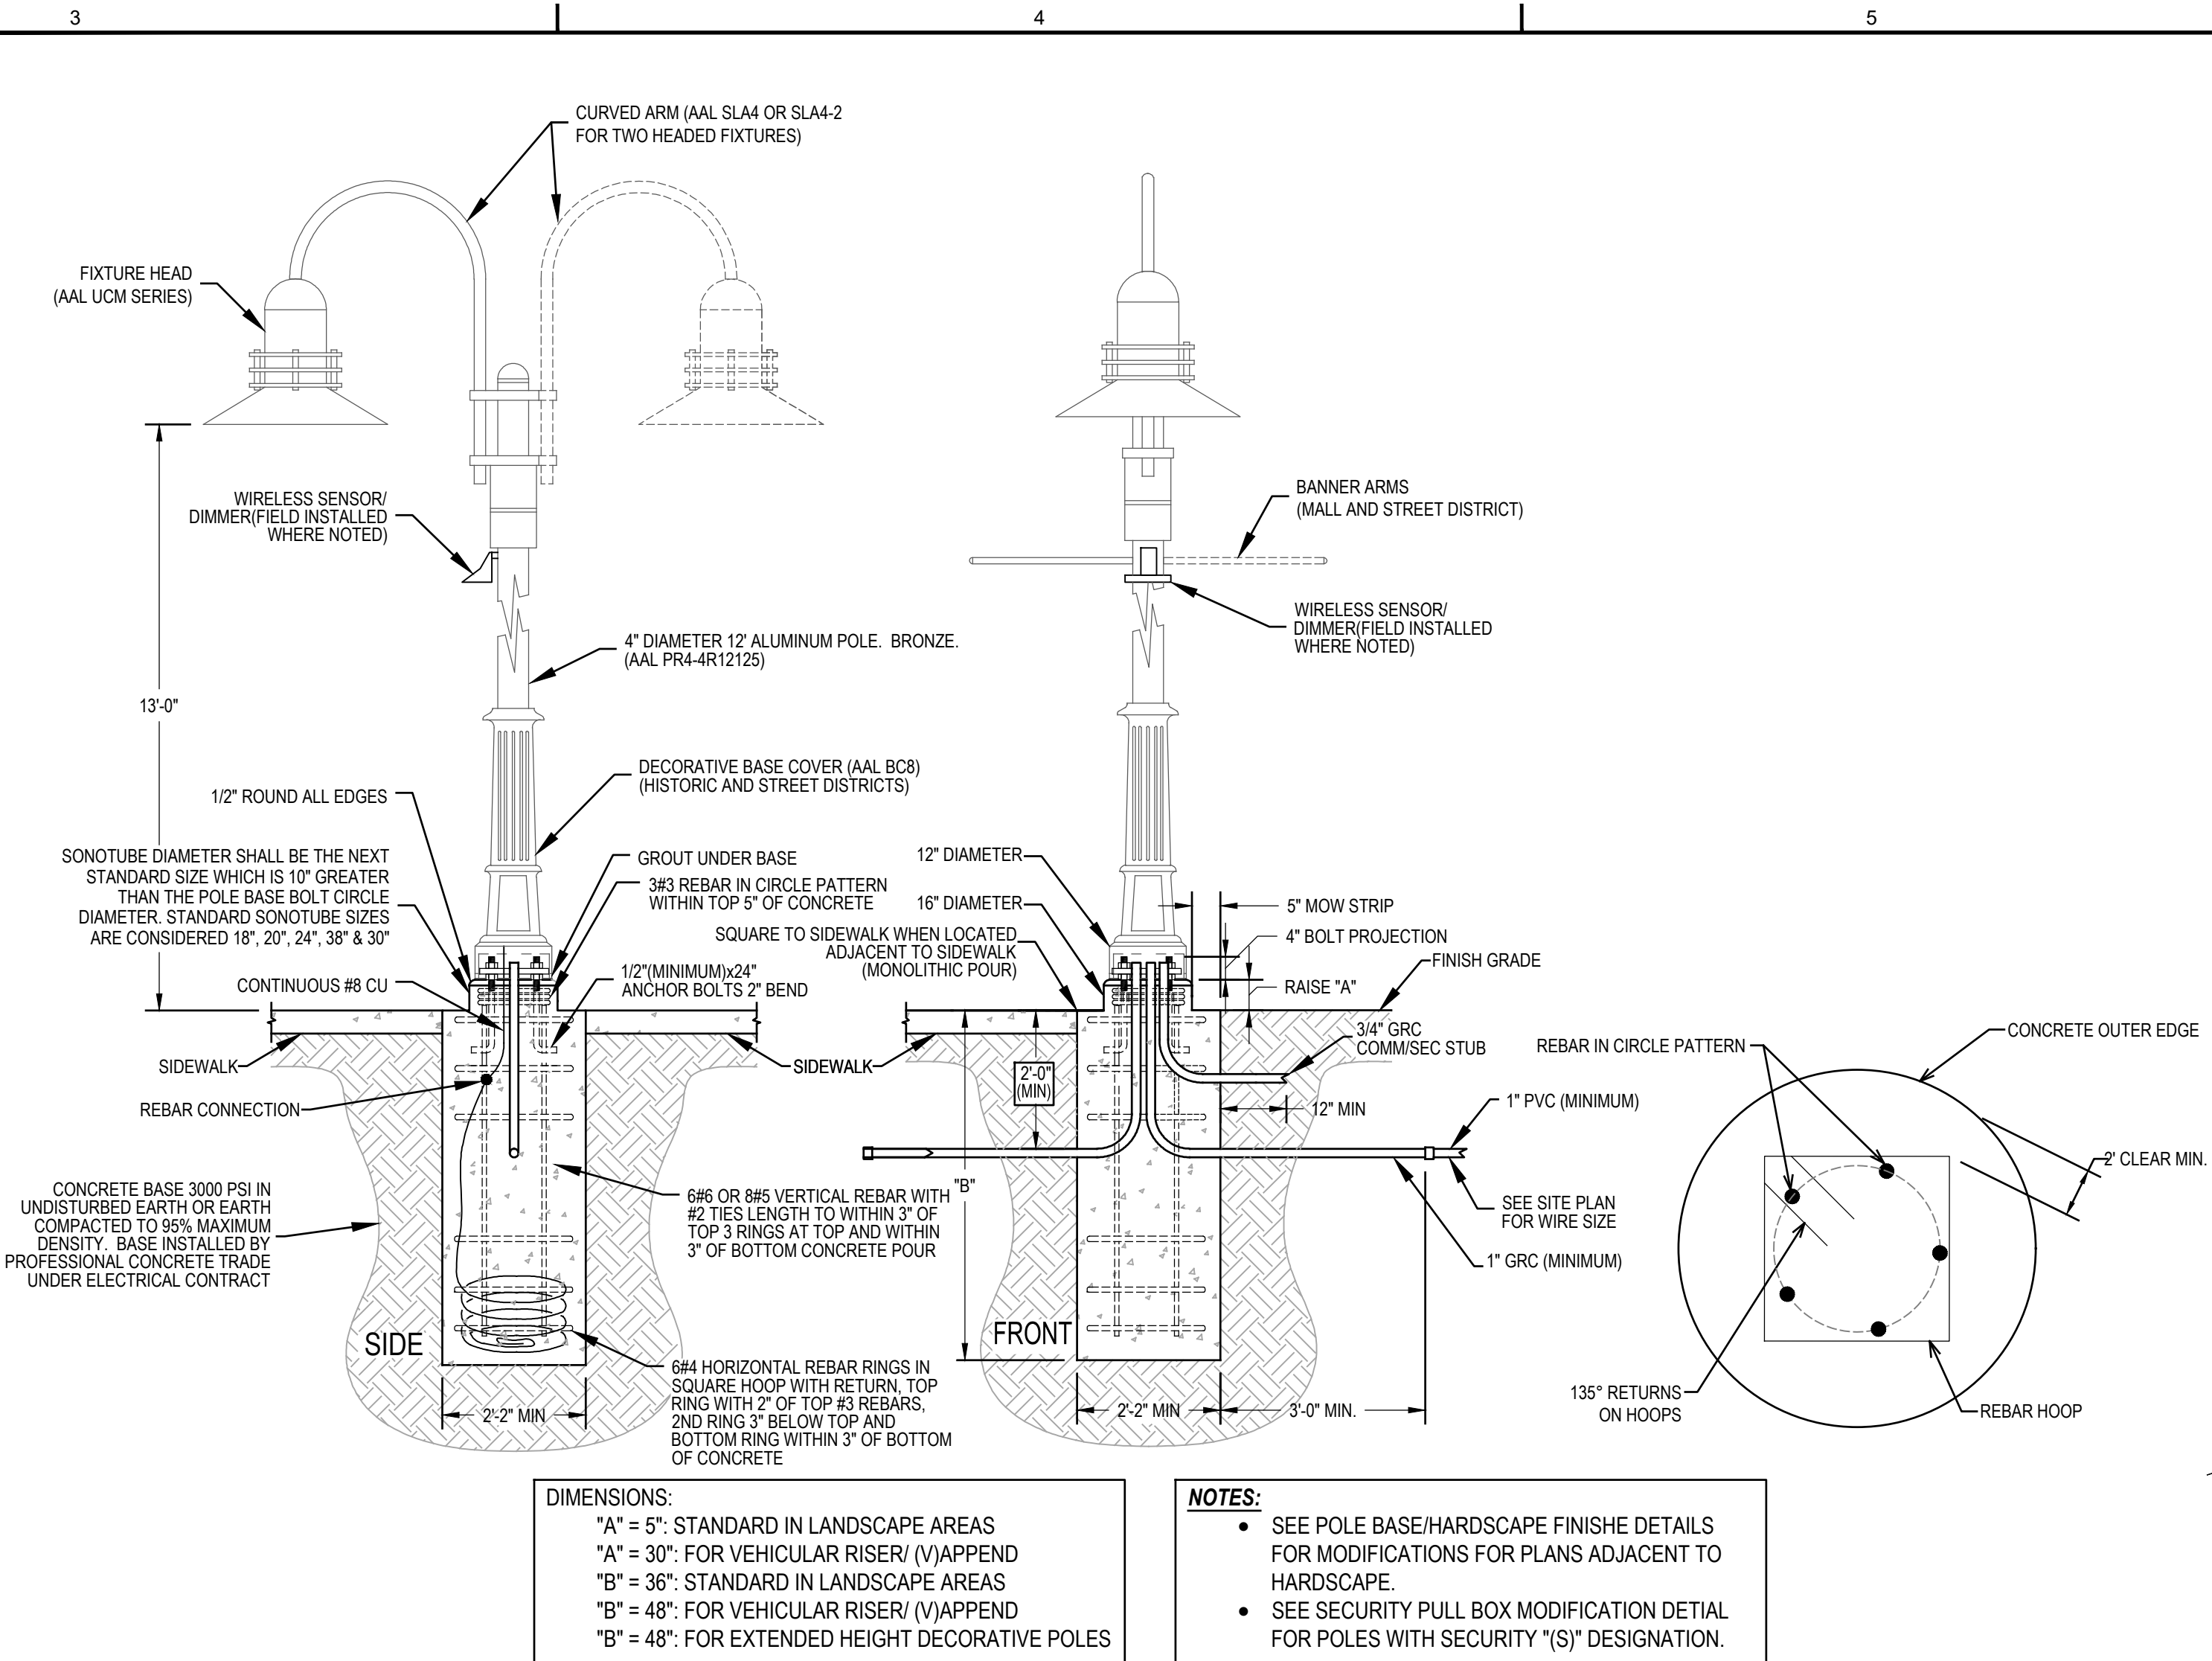 3
4
5
CURVED ARM (AAL SLA4 OR SLA4-2
FOR TWO HEADED FIXTURES)
FIXTURE HEAD
(AAL UCM SERIES)
WIRELESS SENSOR/
DIMMER(FIELD INSTALLED
WHERE NOTED)
4" DIAMETER 12' ALUMINUM POLE.  BRONZE.
(AAL PR4-4R12125)
13'-0"
DECORATIVE BASE COVER (AAL BC8)
(HISTORIC AND STREET DISTRICTS)
1/2" ROUND ALL EDGES
SONOTUBE DIAMETER SHALL BE THE NEXT
STANDARD SIZE WHICH IS 10" GREATER
THAN THE POLE BASE BOLT CIRCLE
DIAMETER. STANDARD SONOTUBE SIZES
ARE CONSIDERED 18", 20", 24", 38" & 30"
GROUT UNDER BASE
3#3 REBAR IN CIRCLE PATTERN
WITHIN TOP 5" OF CONCRETE
CONTINUOUS #8 CU
1/2"(MINIMUM)x24"
ANCHOR BOLTS 2" BEND
SIDEWALK
SIDEWALK
REBAR CONNECTION
CONCRETE BASE 3000 PSI IN
UNDISTURBED EARTH OR EARTH
COMPACTED TO 95% MAXIMUM
DENSITY.  BASE INSTALLED BY
PROFESSIONAL CONCRETE TRADE
UNDER ELECTRICAL CONTRACT
6#6 OR 8#5 VERTICAL REBAR WITH
#2 TIES LENGTH TO WITHIN 3" OF
TOP 3 RINGS AT TOP AND WITHIN
3" OF BOTTOM CONCRETE POUR
SIDE
2'-2" MIN
6#4 HORIZONTAL REBAR RINGS IN
SQUARE HOOP WITH RETURN, TOP
RING WITH 2" OF TOP #3 REBARS,
2ND RING 3" BELOW TOP AND
BOTTOM RING WITHIN 3" OF BOTTOM
OF CONCRETE
BANNER ARMS
(MALL AND STREET DISTRICT)
WIRELESS SENSOR/
DIMMER(FIELD INSTALLED
WHERE NOTED)
12" DIAMETER
16" DIAMETER
SQUARE TO SIDEWALK WHEN LOCATED
ADJACENT TO SIDEWALK
(MONOLITHIC POUR)
5" MOW STRIP
4" BOLT PROJECTION
FINISH GRADE
RAISE "A"
3/4" GRC
COMM/SEC STUB
2'-0"
(MIN)
12" MIN
1" PVC (MINIMUM)
"B"
SEE SITE PLAN
FOR WIRE SIZE
1" GRC (MINIMUM)
FRONT
2'-2" MIN
3'-0" MIN.
REBAR IN CIRCLE PATTERN
CONCRETE OUTER EDGE
2' CLEAR MIN.
135° RETURNS
ON HOOPS
REBAR HOOP
DIMENSIONS:
"A" = 5": STANDARD IN LANDSCAPE AREAS
"A" = 30": FOR VEHICULAR RISER/ (V)APPEND
"B" = 36": STANDARD IN LANDSCAPE AREAS
"B" = 48": FOR VEHICULAR RISER/ (V)APPEND
"B" = 48": FOR EXTENDED HEIGHT DECORATIVE POLES
NOTES:
● SEE POLE BASE/HARDSCAPE FINISHE DETAILS
FOR MODIFICATIONS FOR PLANS ADJACENT TO
HARDSCAPE.
● SEE SECURITY PULL BOX MODIFICATION DETIAL
FOR POLES WITH SECURITY "(S)" DESIGNATION.